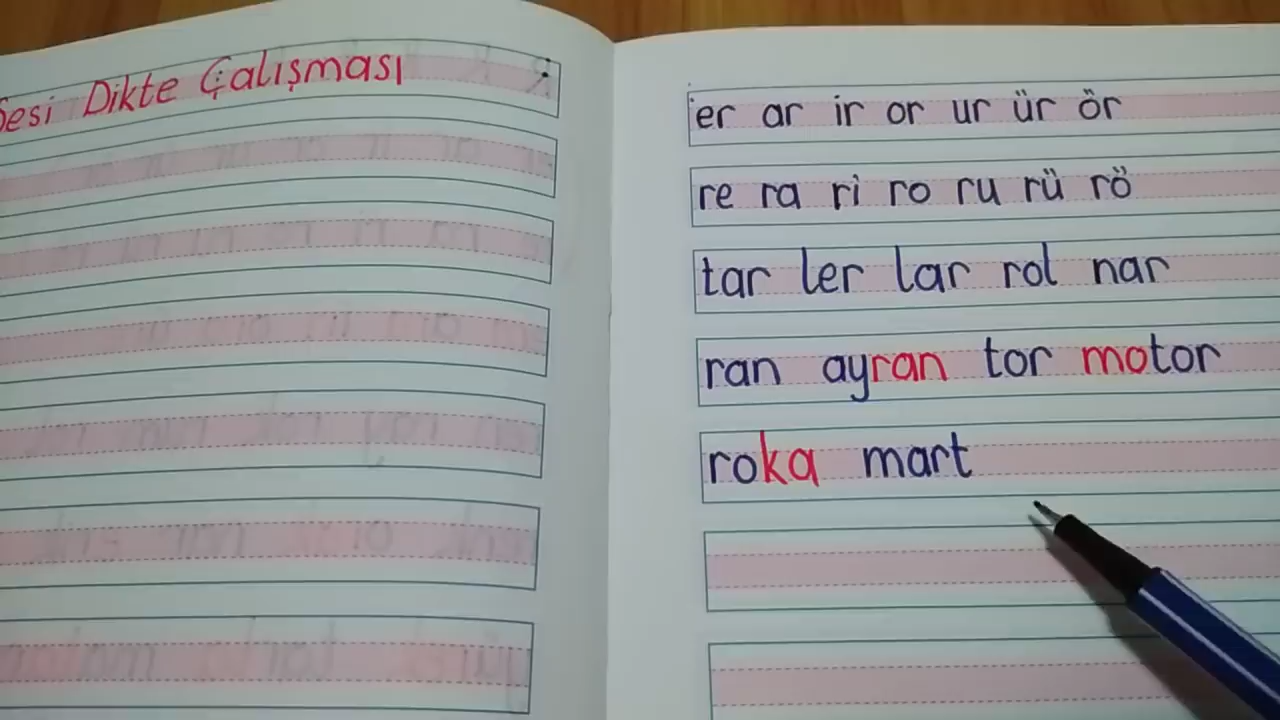 Sesi Dikte Çalışması
er ar ir or ur ür ör
re ra ri ro ru rü rö
tar ler lar rol nar
ran ayran tor motor
roka mart